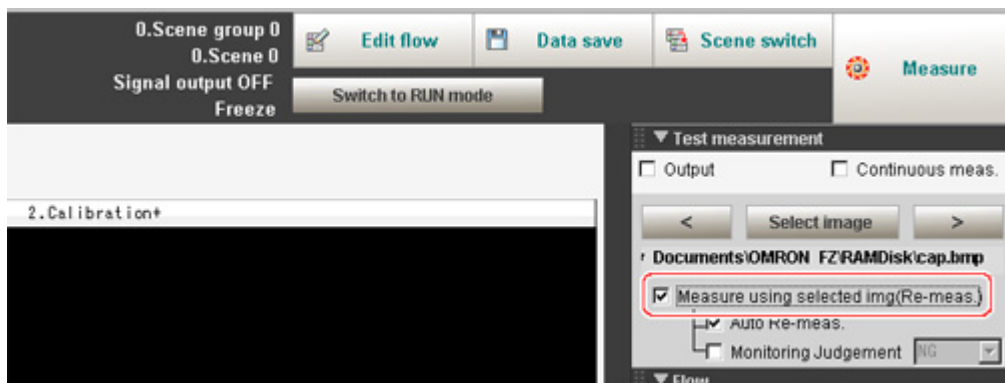 0.Scene group 0
0.Scene 0
Signal output OFF
Freeze
Edit flow
Data save
Scene switch
Measure
Switch to RUN mode
Test measurement
Output
Continuous meas.
2.Calibration+
< Select image >
Documents\OMRON FZ\RAMDisk\cap.bmp
Measure using selected img(Re-meas.)
Auto Re-meas.
Monitoring Judgement NG
Flow